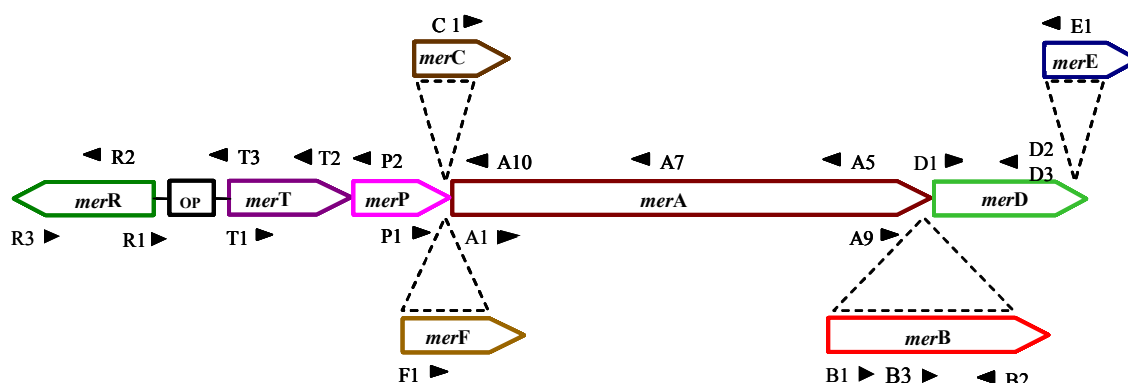 C 1
E1
merC
merE
R2
T3
T2
P2
A10
A7
A5
D1
D2
D3
merR
OP
merT
merP
merA
merD
R3
R1
T1
P1
A1
A9
merF
merB
F1
B1
B3
B2